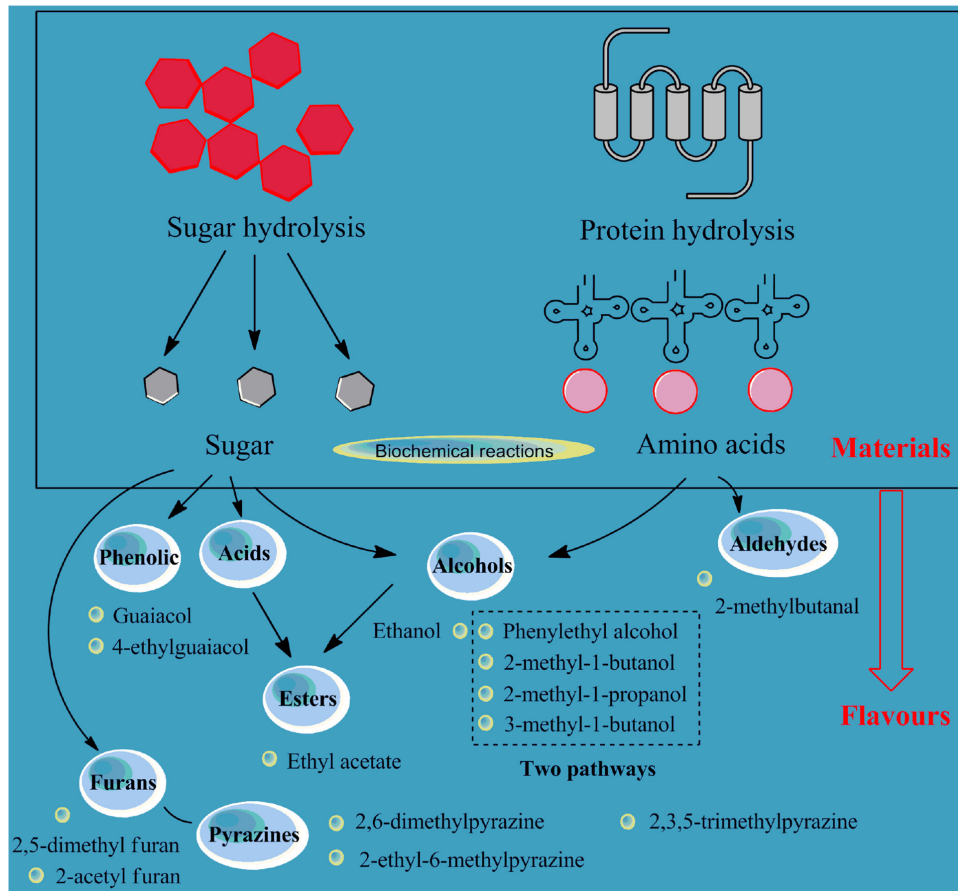 Sugar hydrolysis
Protein hydrolysis
Sugar
Biochemical reactions
Amino acids
Materials
Phenolic
Acids
Alcohols
Aldehydes
Guaiacol
4-ethylguaiacol
Ethanol
Phenylethyl alcohol
2-methyl-1-butanol
2-methyl-1-propanol
3-methyl-1-butanol
Two pathways
2-methylbutanal
Flavours
Esters
Ethyl acetate
Furans
2,5-dimethyl furan
2-acetyl furan
Pyrazines
2,6-dimethylpyrazine
2-ethyl-6-methylpyrazine
2,3,5-trimethylpyrazine